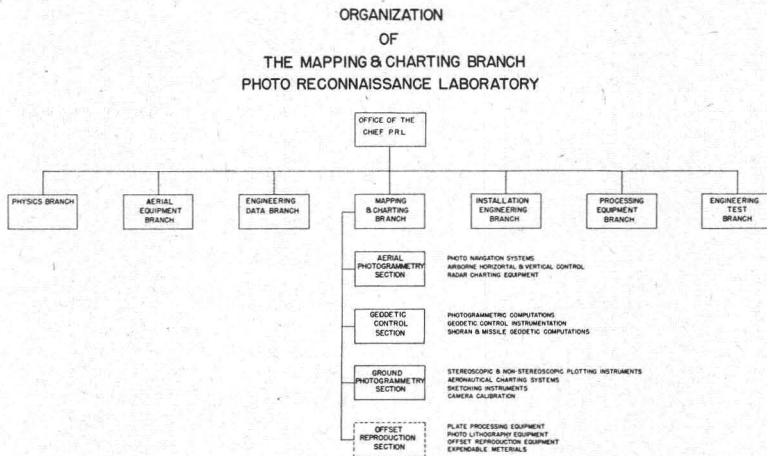 ORGANIZATION
OF
THE MAPPING & CHARTING BRANCH
PHOTO RECONNAISSANCE LABORATORY
OFFICE OF THE
CHIEF PRL
PHYSICS BRANCH
AERIAL
EQUIPMENT
BRANCH
ENGINEERING
DATA BRANCH
MAPPING
& CHARTING
BRANCH
INSTALLATION
ENGINEERING
BRANCH
PROCESSING
EQUIPMENT
BRANCH
ENGINEERING
TEST
BRANCH
AERIAL
PHOTOGRAMMETRY
SECTION
PHOTO NAVIGATION SYSTEMS
AIRBORNE HORIZONTAL & VERTICAL CONTROL
RADAR CHARTING EQUIPMENT
GEODETIC
CONTROL
SECTION
PHOTOGRAMMETRIC COMPUTATIONS
GEODETIC CONTROL INSTRUMENTATION
SHORAN & MISSILE GEODETIC COMPUTATIONS
GROUND
PHOTOGRAMMETRY
SECTION
STEREOSCOPIC & NON-STEREOSCOPIC PLOTTING INSTRUMENTS
AERONAUTICAL CHARTING SYSTEMS
SKETCHING INSTRUMENTS
CAMERA CALIBRATION
OFFSET
REPRODUCTION
SECTION
PLATE PROCESSING EQUIPMENT
PHOTO LITHOGRAPHY EQUIPMENT
OFFSET REPRODUCTION EQUIPMENT
EXPENDABLE METERIALS